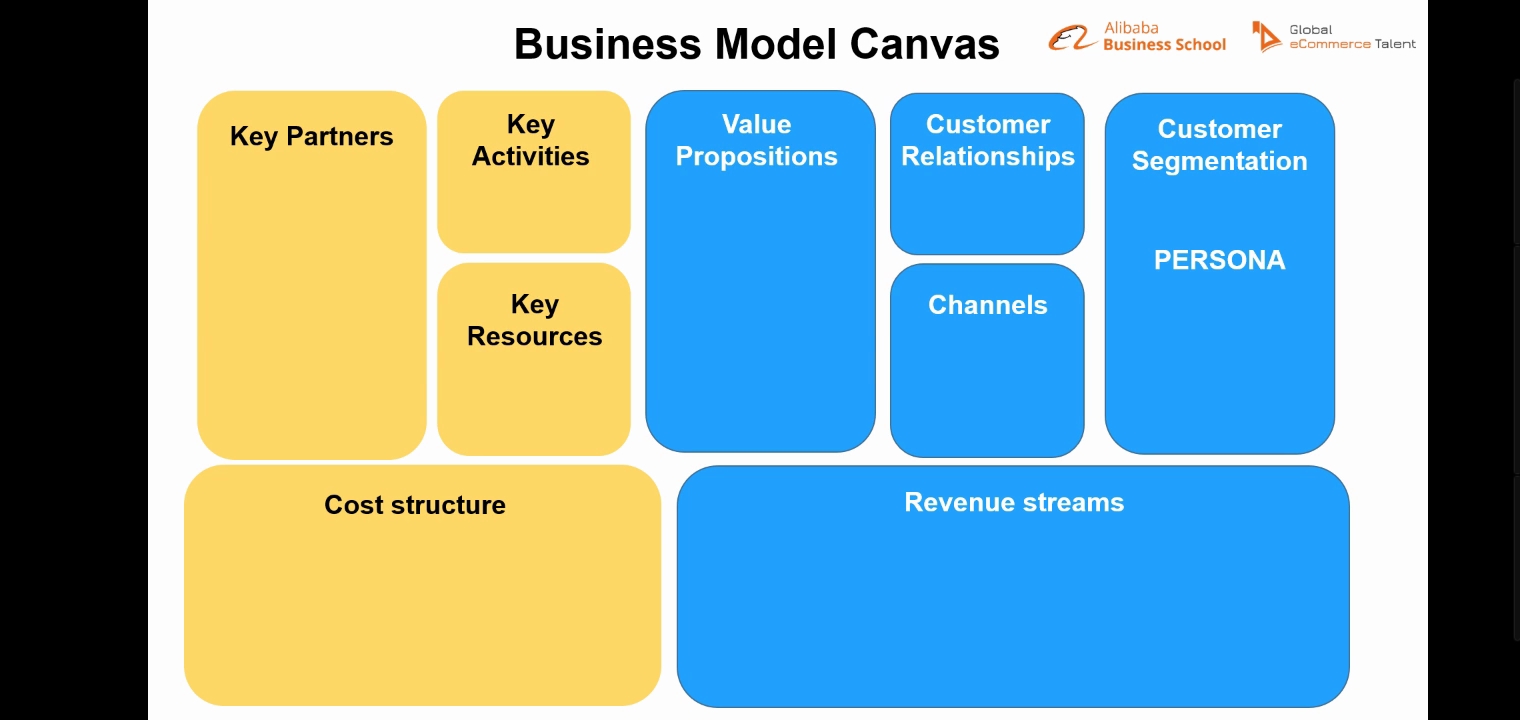 Business Model Canvas
Alibaba
Business School
Global
eCommerce Talent
Key Partners
Key
Activities
Key
Resources
Value
Propositions
Customer
Relationships
Channels
Customer
Segmentation
PERSONA
Cost structure
Revenue streams